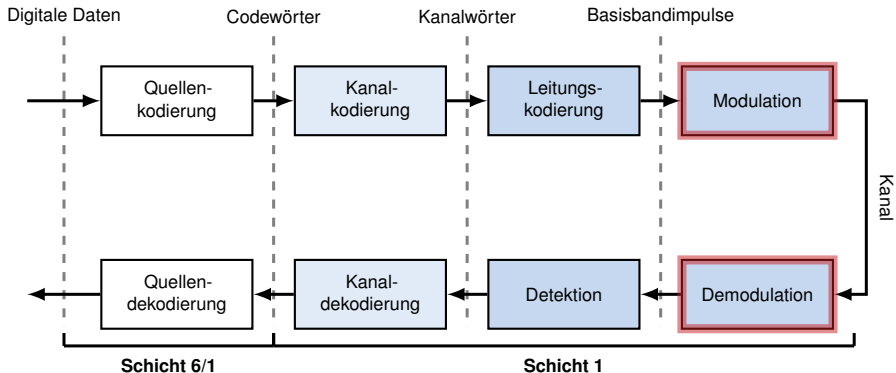 Digitale Daten
Codewörter
Kanalwörter
Basisbandimpulse
Quellen-
kodierung
Kanal-
kodierung
Leitungs-
kodierung
Modulation
Kanal
Quellen-
dekodierung
Kanal-
dekodierung
Detektion
Demodulation
Schicht 6/1
Schicht 1